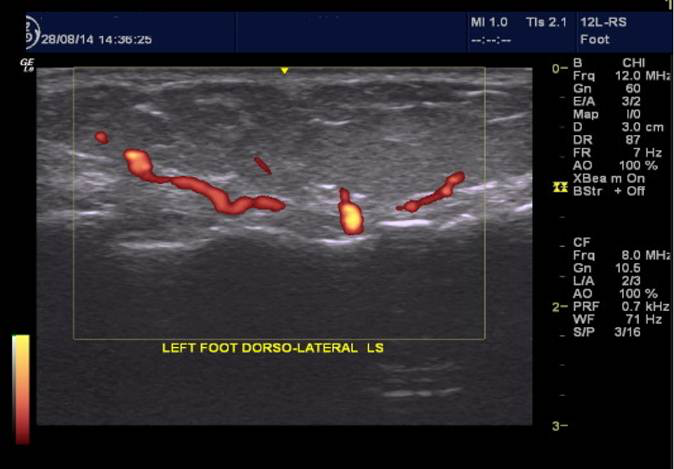 1
MI 1.0 TIs 2.1 12L-RS
28/08/14 14:36:25 --:--:-- Foot
GE
L9
0-
B CHI
Frq 12.0 MHz
Gn 60
E/A 3/2
Map I/0
D 3.0 cm
DR 87
FR 7 Hz
AO 100 %
XBeam On
BStr + Off
CF
Frq 8.0 MHz
Gn 10.5
L/A 2/3
AO 100 %
2- PRF 0.7 kHz
WF 71 Hz
S/P 3/16
LEFT FOOT DORSO-LATERAL LS
3-